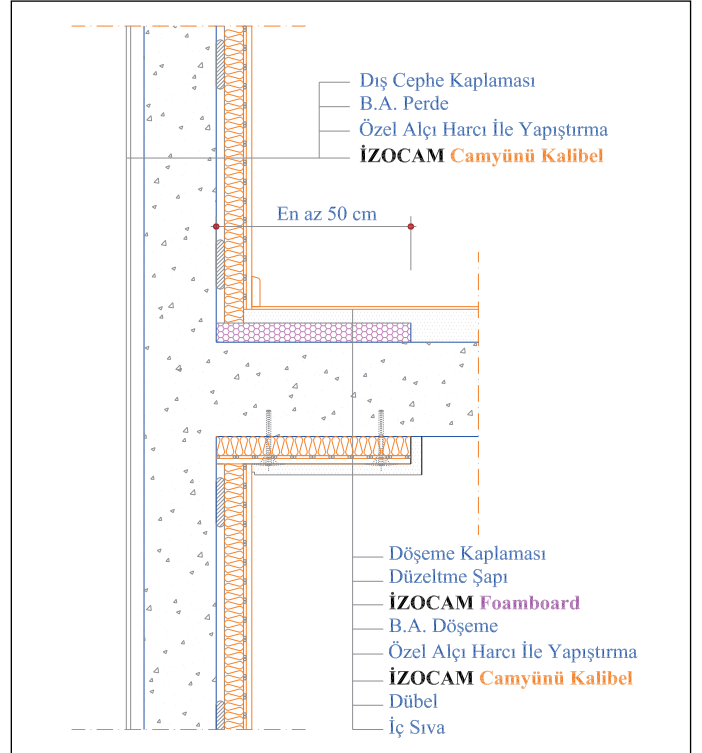 Dış Cephe Kaplaması
B.A. Perde
Özel Alçı Harcı İle Yapıştırma
İZOCAM Camyünü Kalibel
En az 50 cm
Döşeme Kaplaması
Düzeltme Şapı
İZOCAM Foamboard
B.A. Döşeme
Özel Alçı Harcı İle Yapıştırma
İZOCAM Camyünü Kalibel
Dübel
İç Sıva